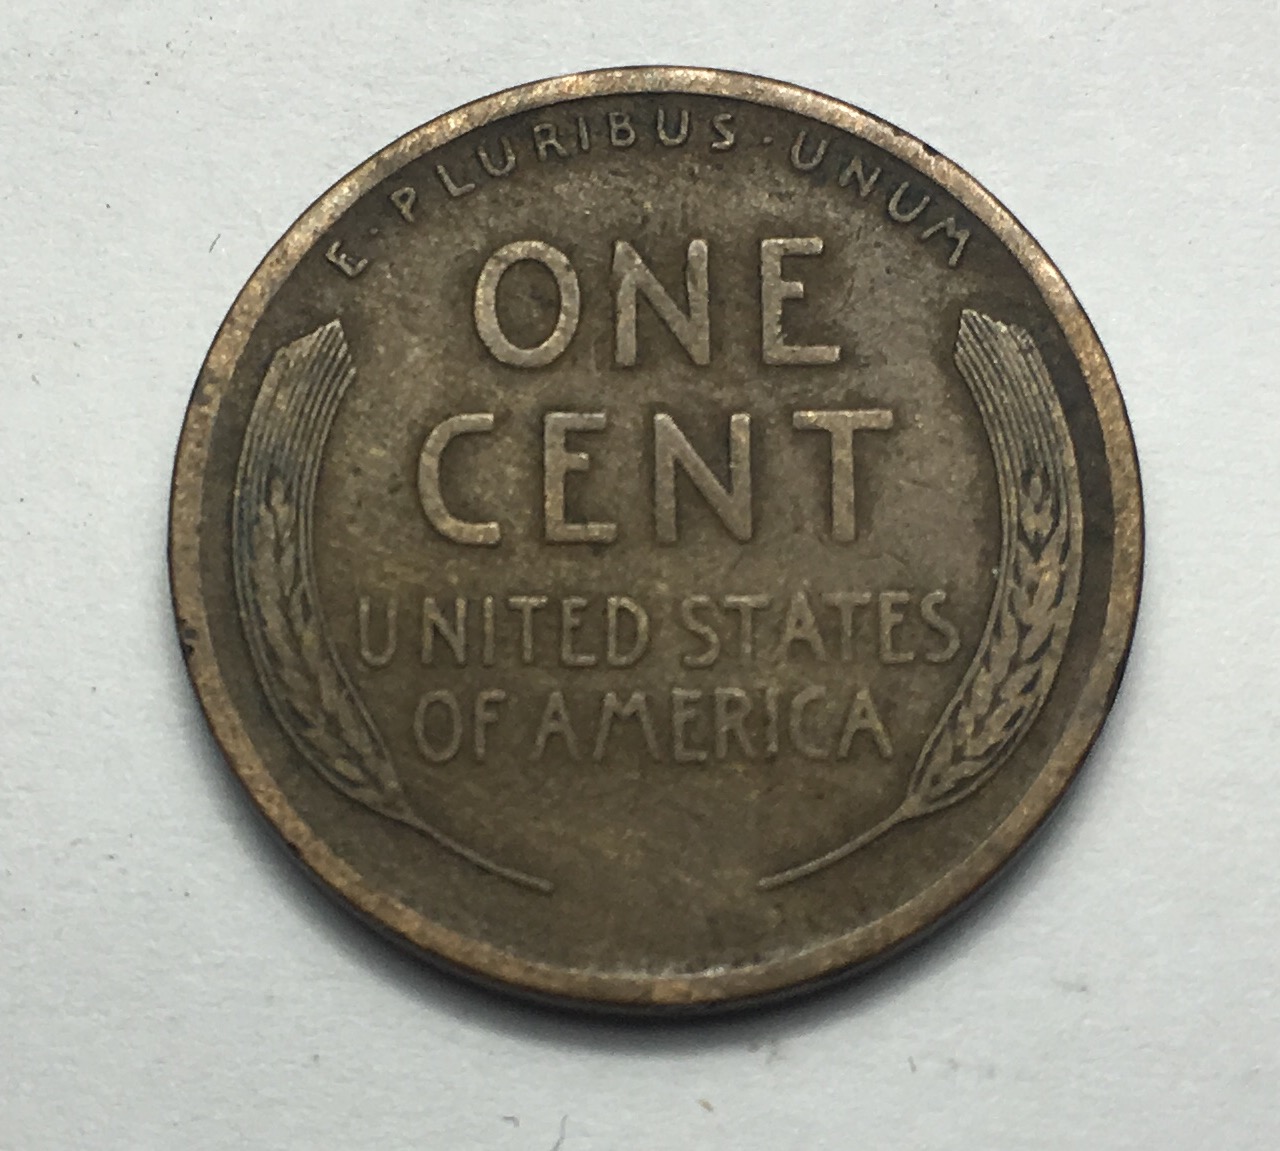 E · PLURIBUS · UNUM
ONE
CENT
UNITED STATES
OF AMERICA